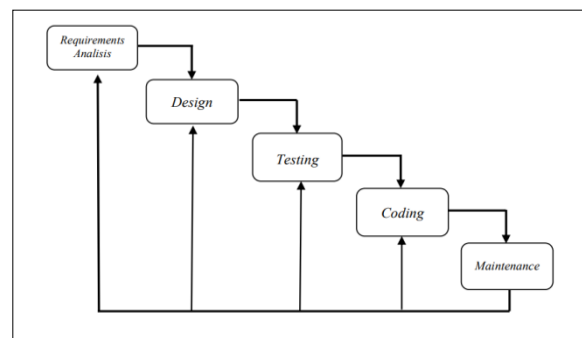 Requirements
Analisis
Design
Testing
Coding
Maintenance